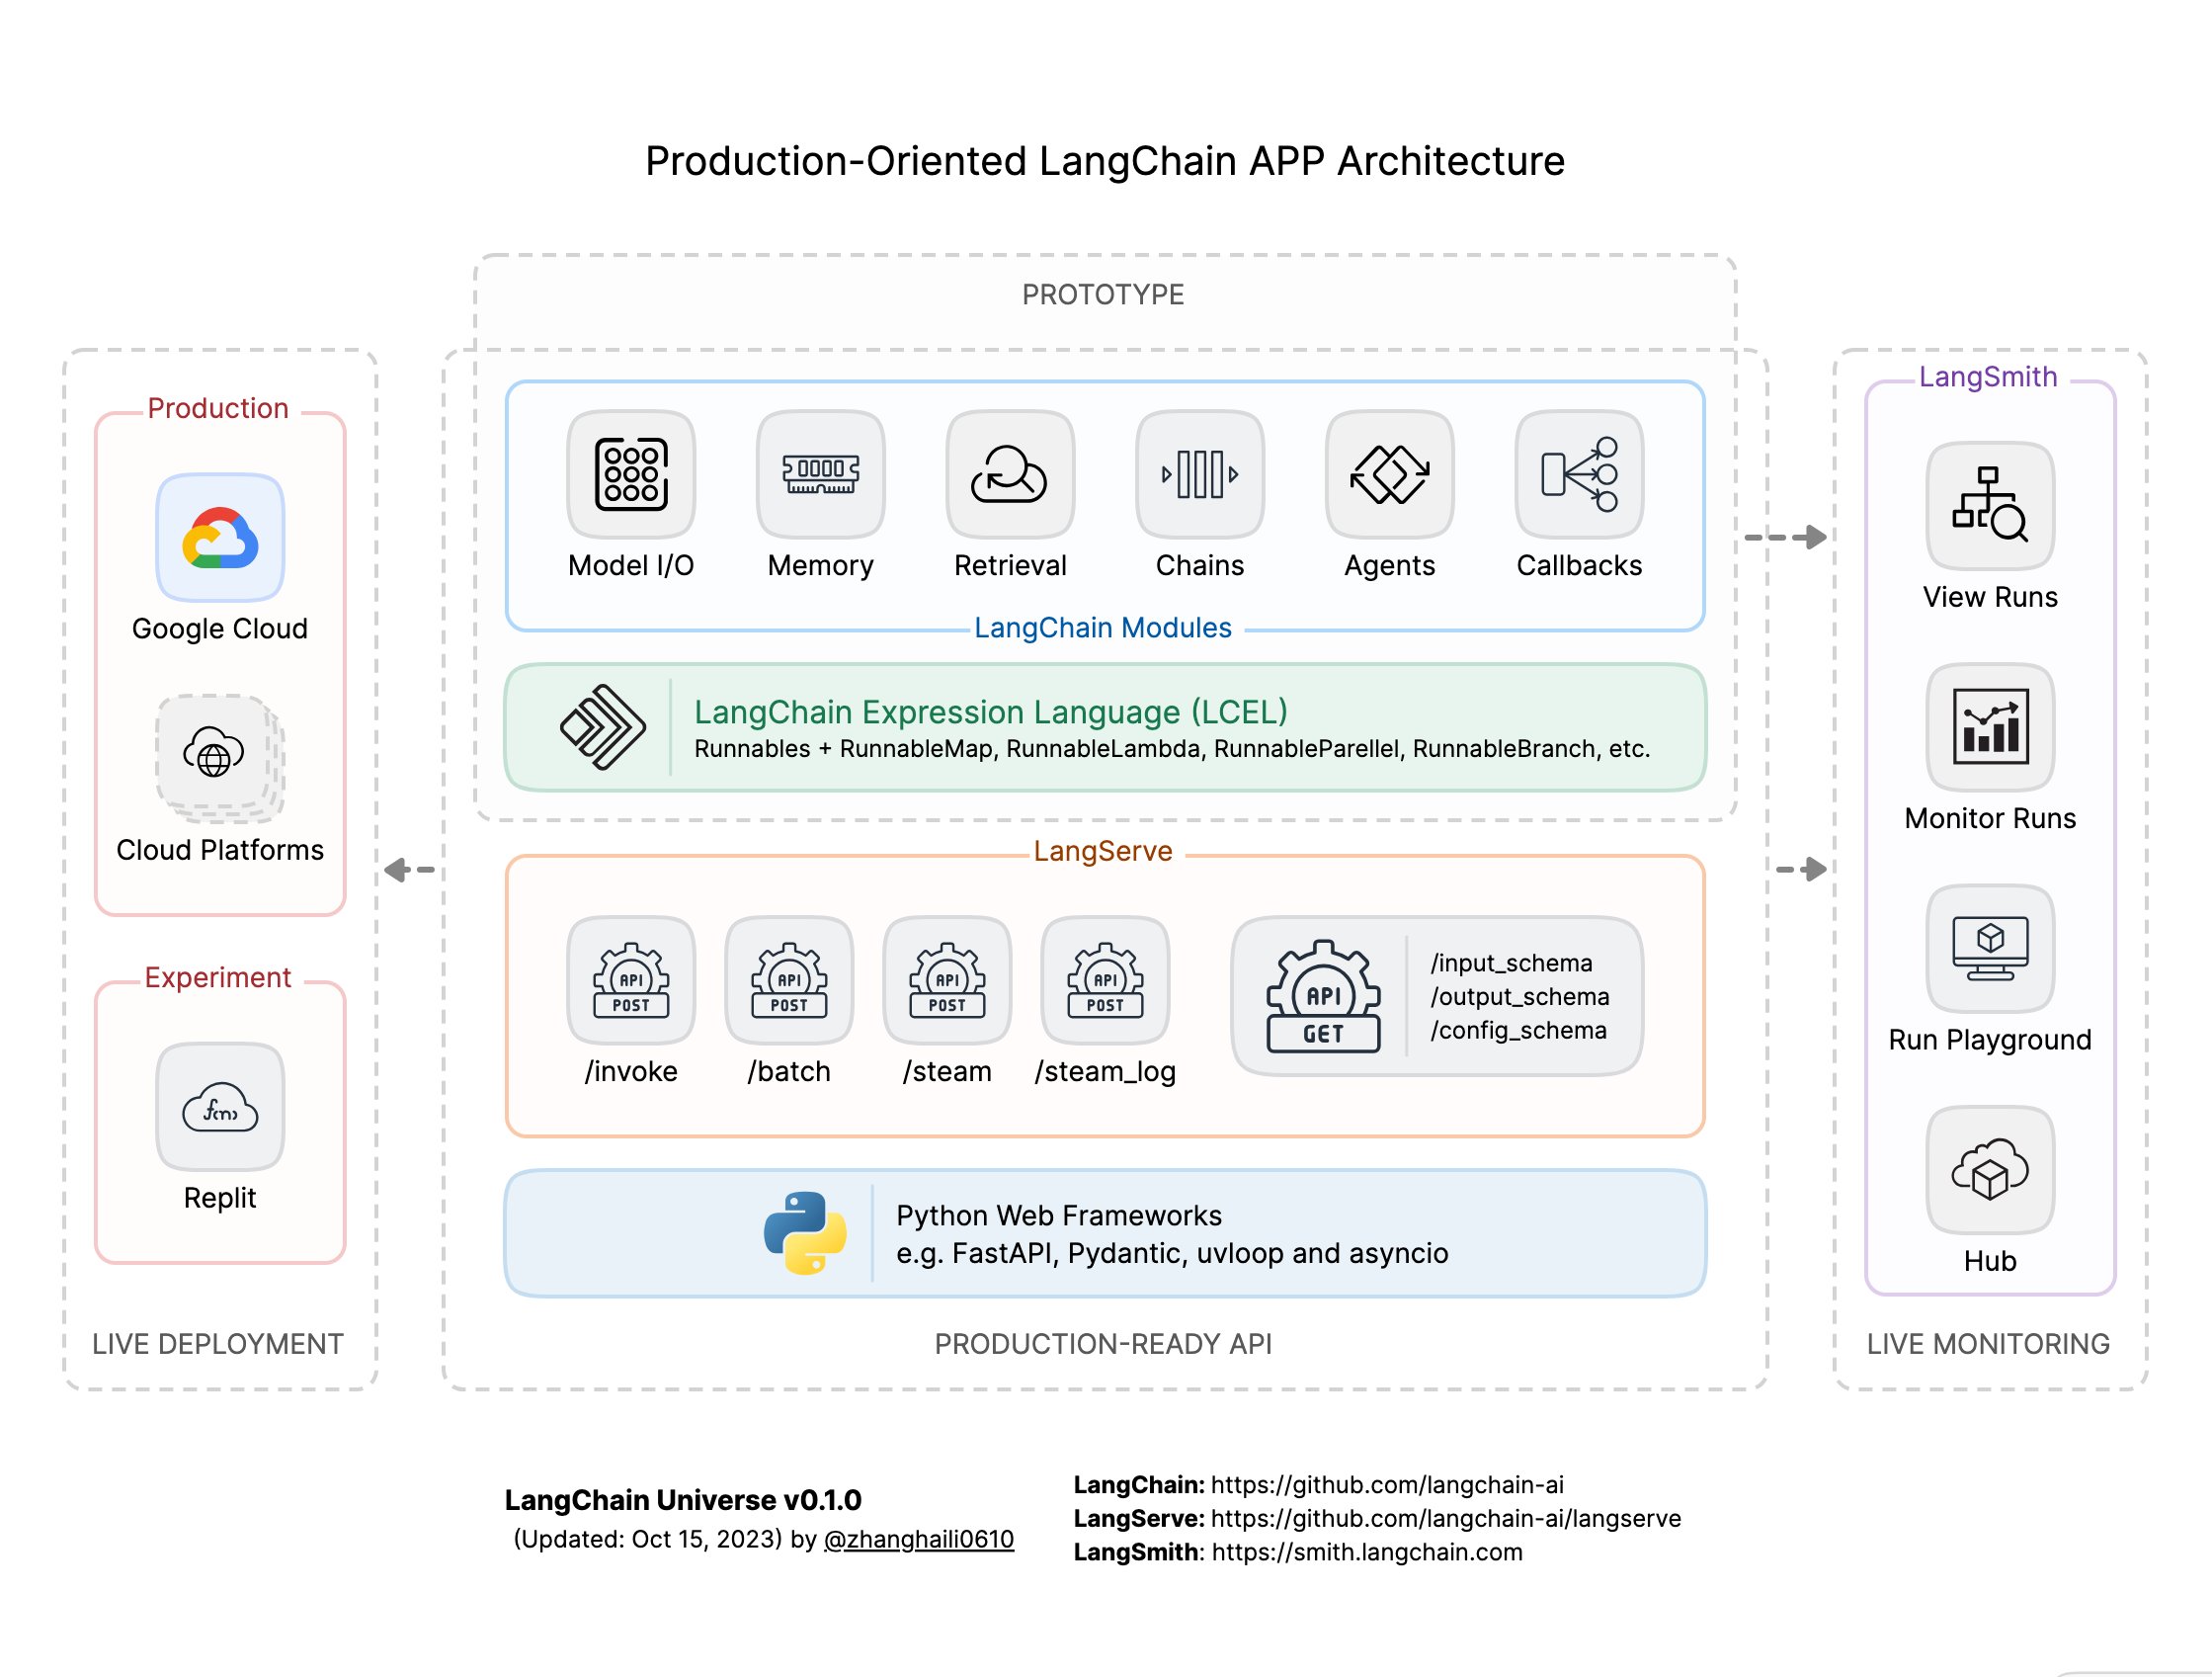 Production-Oriented LangChain APP Architecture
PROTOTYPE
Production
Google Cloud
Cloud Platforms
Experiment
f(n)
Replit
LIVE DEPLOYMENT
Model I/O
Memory
Retrieval
Chains
Agents
Callbacks
LangChain Modules
LangChain Expression Language (LCEL)
Runnables + RunnableMap, RunnableLambda, RunnableParellel, RunnableBranch, etc.
LangServe
API
POST
/invoke
API
POST
/batch
API
POST
/steam
API
POST
/steam_log
API
GET
/input_schema
/output_schema
/config_schema
Python Web Frameworks
e.g. FastAPI, Pydantic, uvloop and asyncio
PRODUCTION-READY API
LangSmith
View Runs
Monitor Runs
Run Playground
Hub
LIVE MONITORING
LangChain Universe v0.1.0
(Updated: Oct 15, 2023) by @zhanghaili0610
LangChain: https://github.com/langchain-ai
LangServe: https://github.com/langchain-ai/langserve
LangSmith: https://smith.langchain.com